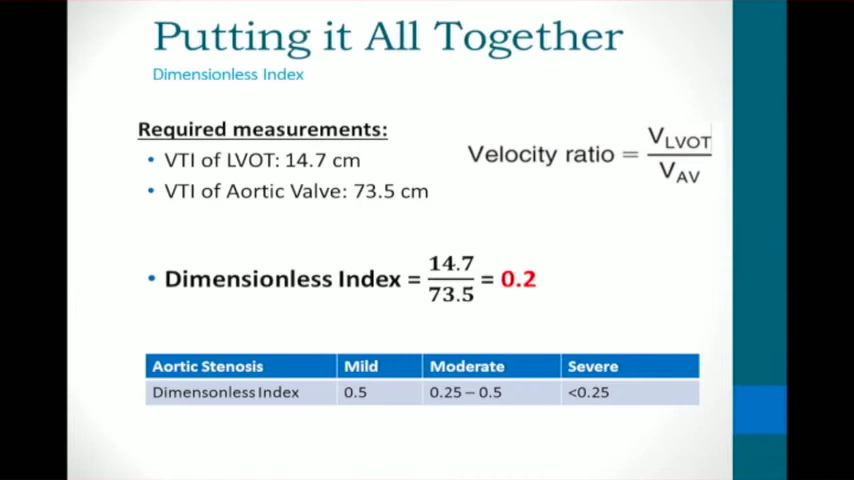 Putting it All Together
Dimensionless Index
Required measurements:
• VTI of LVOT: 14.7 cm
• VTI of Aortic Valve: 73.5 cm
Velocity ratio = V_LVOT / V_AV
• Dimensionless Index = 14.7 / 73.5 = 0.2
Aortic Stenosis Mild Moderate Severe
Dimensonless Index 0.5 0.25 – 0.5 <0.25